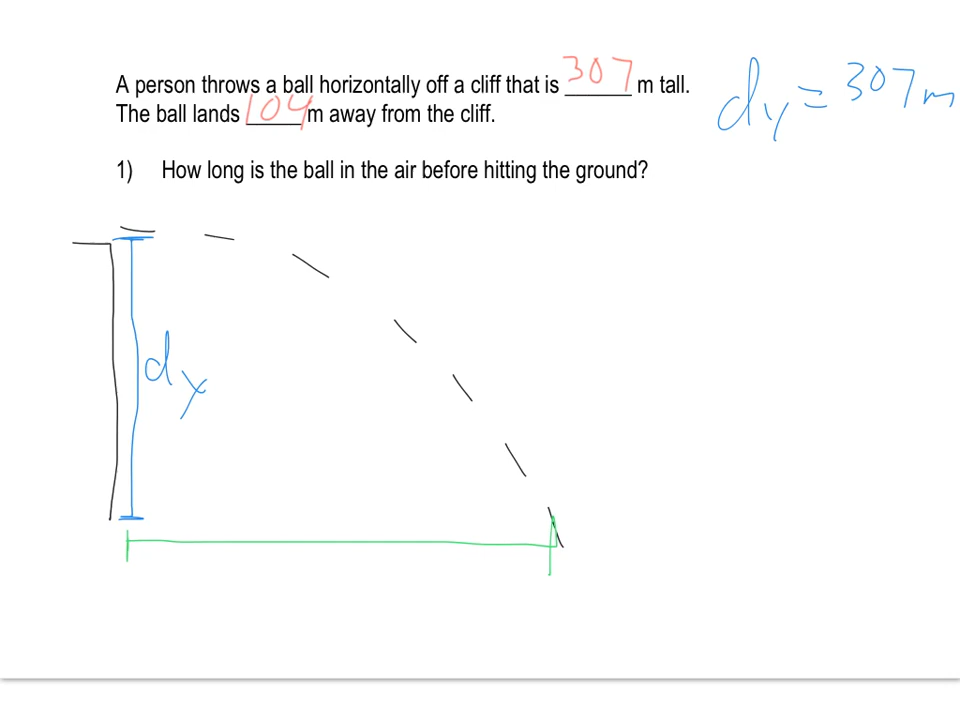 A person throws a ball horizontally off a cliff that is 307 m tall.
The ball lands 104 m away from the cliff.
dy = 307 m
1) How long is the ball in the air before hitting the ground?
dy